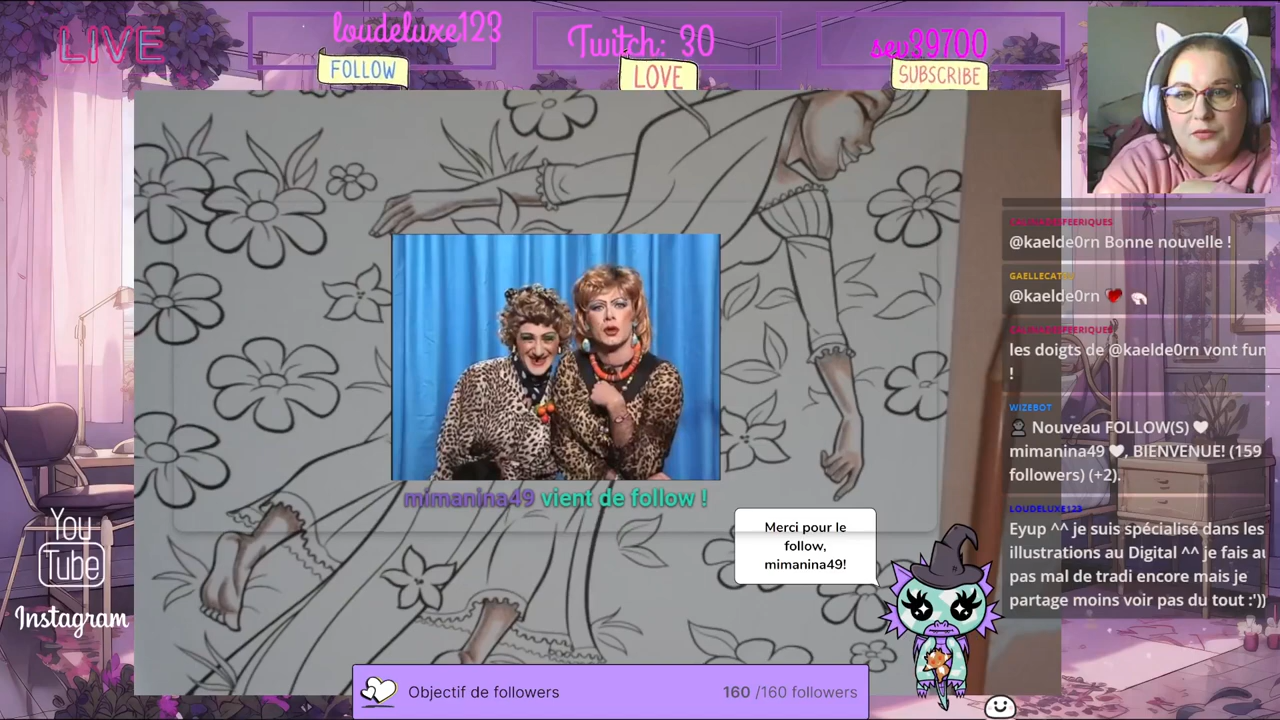 LIVE
loudeluxe123
FOLLOW
Twitch: 30
LOVE
sev39700
SUBSCRIBE
@kaelde0rn Bonne nouvelle !
@kaelde0rn
les doigts de @kaelde0rn vont fum
!
WIZEBOT
Nouveau FOLLOW(S)
mimanina49 , BIENVENUE! (159
followers) (+2).
LOUDELUXE123
Eyup ^^ je suis spécialisé dans les
illustrations au Digital ^^ je fais au
pas mal de tradi encore mais je
partage moins voir pas du tout :'))
mimanina49 vient de follow !
Merci pour le
follow,
mimanina49!
You
Tube
Instagram
Objectif de followers
160 /160 followers